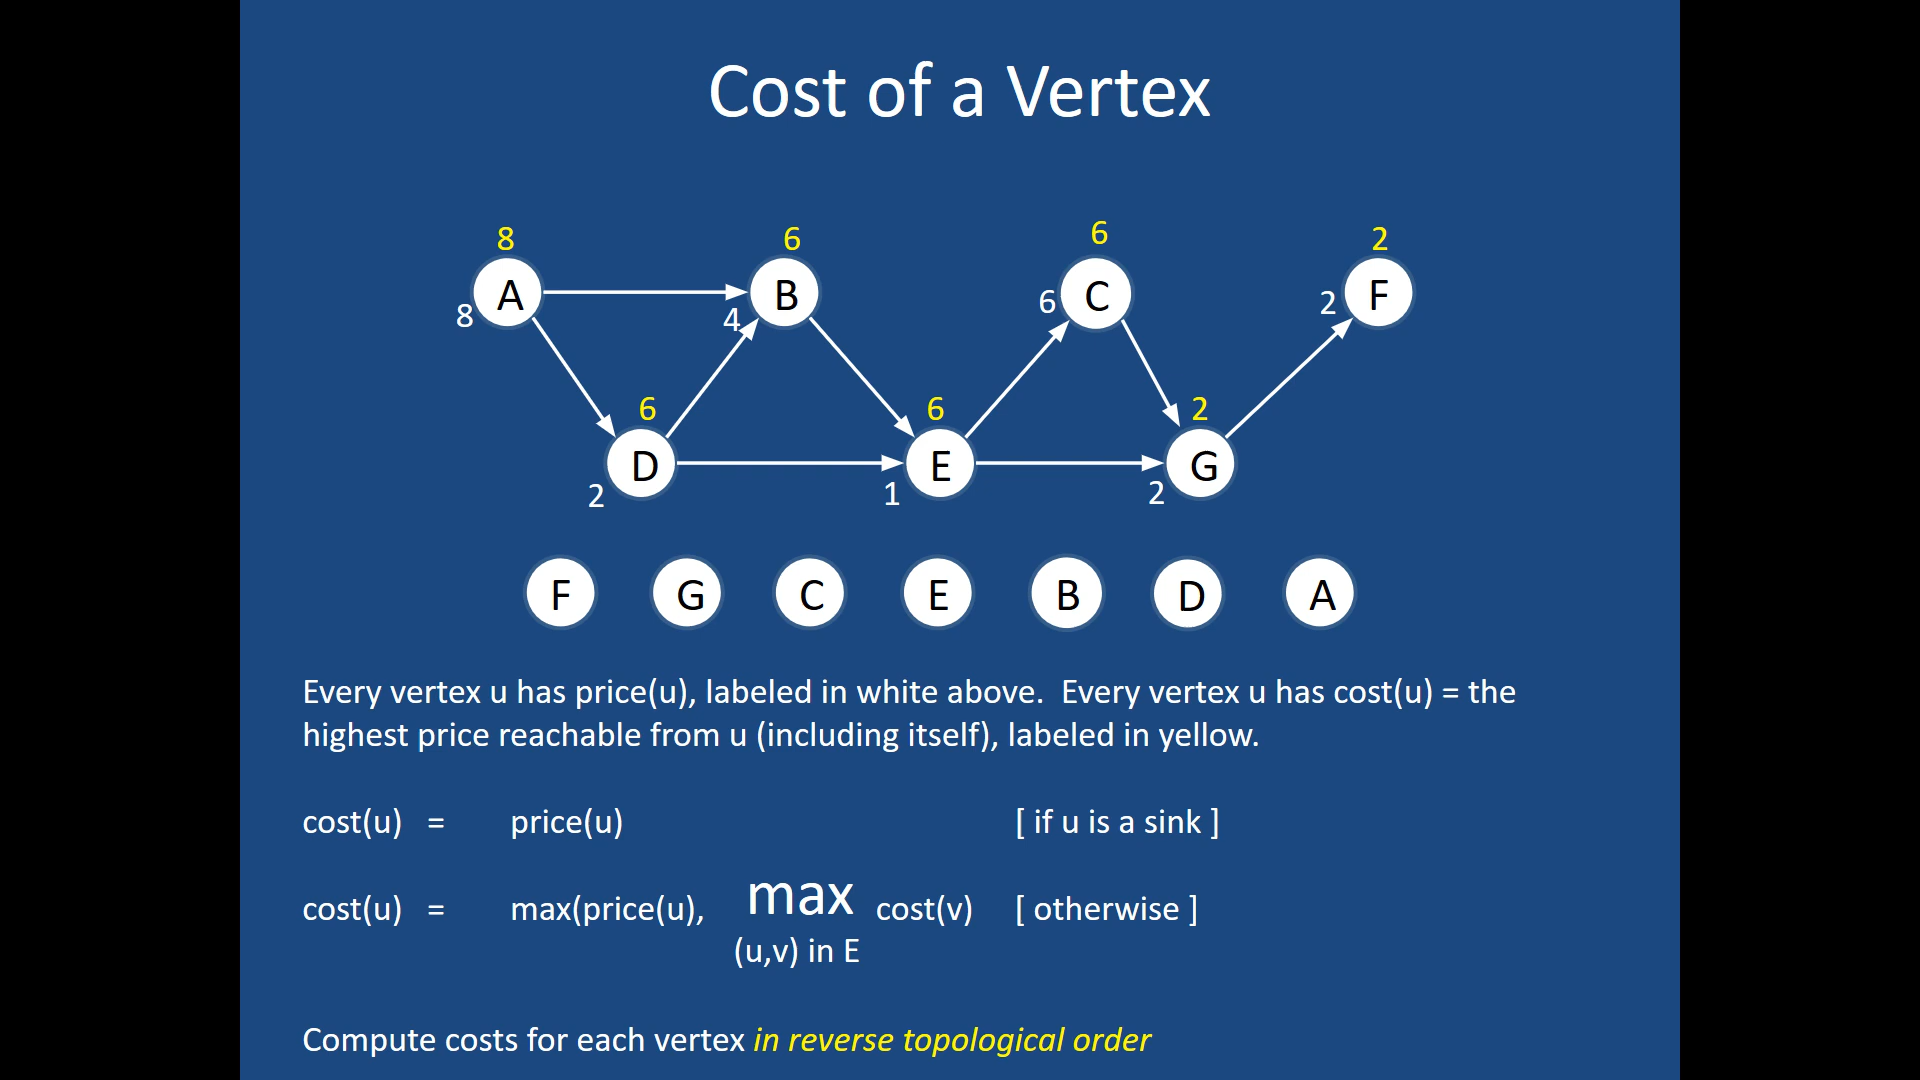 Cost of a Vertex
8 6 6 2
A B C F
8 4 6 2
6 6 2
D E G
2 1 2
F G C E B D A
Every vertex u has price(u), labeled in white above. Every vertex u has cost(u) = the
highest price reachable from u (including itself), labeled in yellow.
cost(u) = price(u) [ if u is a sink ]
cost(u) = max(price(u), max cost(v) [ otherwise ]
(u,v) in E
Compute costs for each vertex in reverse topological order